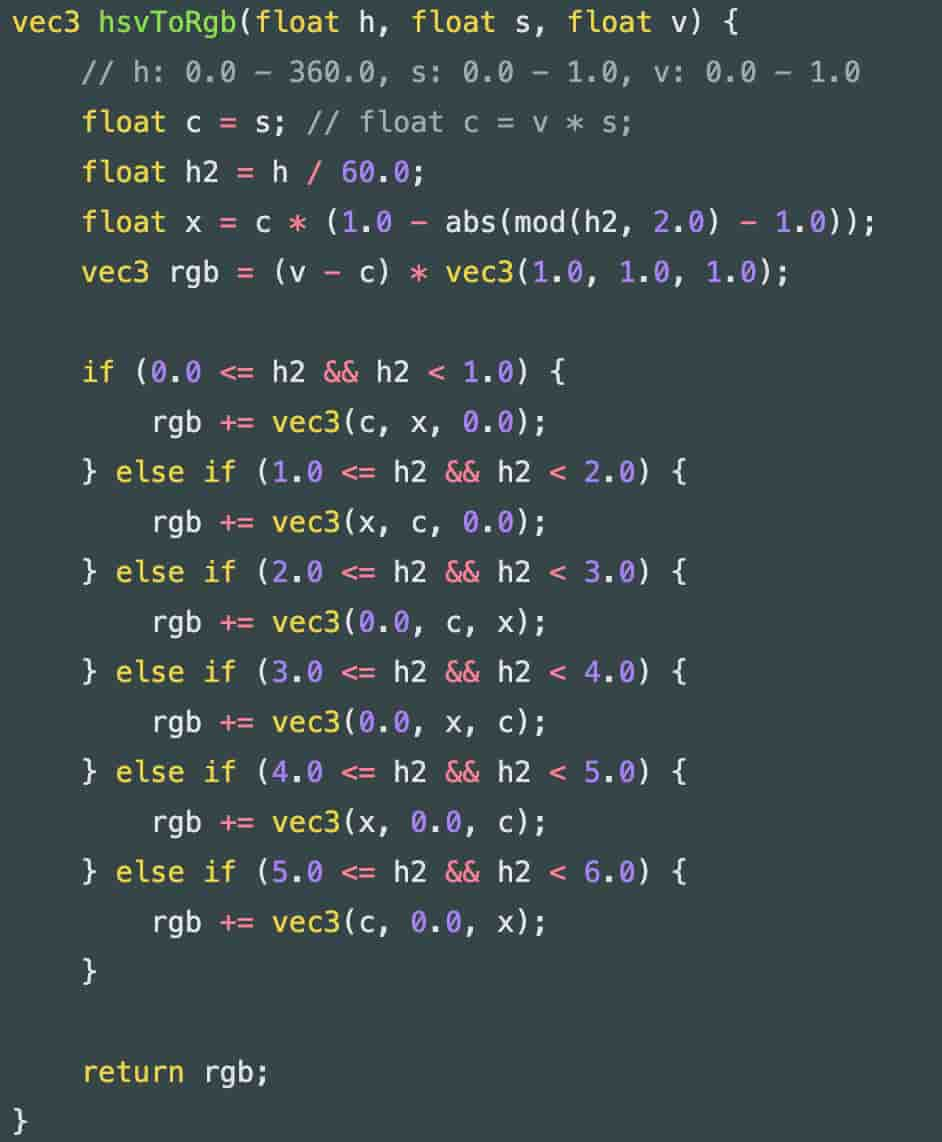 vec3 hsvToRgb(float h, float s, float v) {
    // h: 0.0 - 360.0, s: 0.0 - 1.0, v: 0.0 - 1.0
    float c = s; // float c = v * s;
    float h2 = h / 60.0;
    float x = c * (1.0 - abs(mod(h2, 2.0) - 1.0));
    vec3 rgb = (v - c) * vec3(1.0, 1.0, 1.0);

    if (0.0 <= h2 && h2 < 1.0) {
        rgb += vec3(c, x, 0.0);
    } else if (1.0 <= h2 && h2 < 2.0) {
        rgb += vec3(x, c, 0.0);
    } else if (2.0 <= h2 && h2 < 3.0) {
        rgb += vec3(0.0, c, x);
    } else if (3.0 <= h2 && h2 < 4.0) {
        rgb += vec3(0.0, x, c);
    } else if (4.0 <= h2 && h2 < 5.0) {
        rgb += vec3(x, 0.0, c);
    } else if (5.0 <= h2 && h2 < 6.0) {
        rgb += vec3(c, 0.0, x);
    }

    return rgb;
}